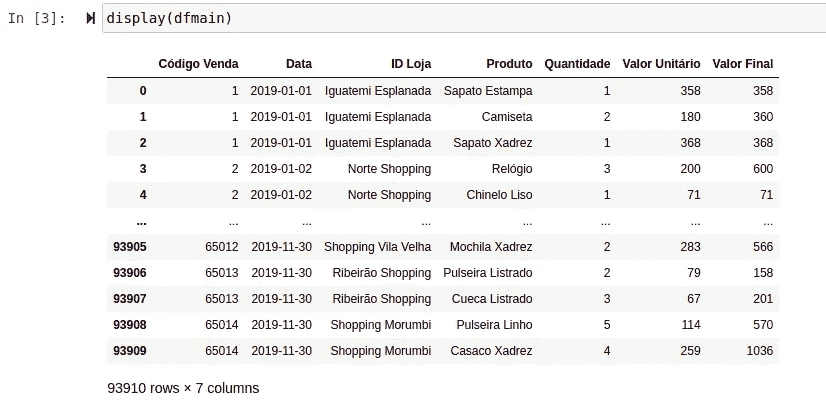 In [3]: display(dfmain)
Código Venda Data ID Loja Produto Quantidade Valor Unitário Valor Final
0 1 2019-01-01 Iguatemi Esplanada Sapato Estampa 1 358 358
1 1 2019-01-01 Iguatemi Esplanada Camiseta 2 180 360
2 1 2019-01-01 Iguatemi Esplanada Sapato Xadrez 1 368 368
3 2 2019-01-02 Norte Shopping Relógio 3 200 600
4 2 2019-01-02 Norte Shopping Chinelo Liso 1 71 71
... ... ... ... ... ... ... ...
93905 65012 2019-11-30 Shopping Vila Velha Mochila Xadrez 2 283 566
93906 65013 2019-11-30 Ribeirão Shopping Pulseira Listrado 2 79 158
93907 65013 2019-11-30 Ribeirão Shopping Cueca Listrado 3 67 201
93908 65014 2019-11-30 Shopping Morumbi Pulseira Linho 5 114 570
93909 65014 2019-11-30 Shopping Morumbi Casaco Xadrez 4 259 1036
93910 rows × 7 columns